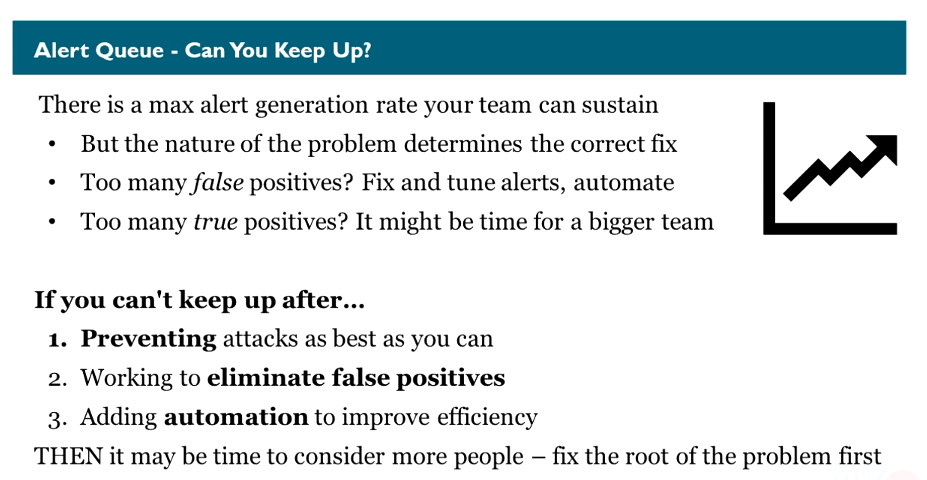 Alert Queue - Can You Keep Up?
There is a max alert generation rate your team can sustain
• But the nature of the problem determines the correct fix
• Too many false positives? Fix and tune alerts, automate
• Too many true positives? It might be time for a bigger team
If you can't keep up after...
1. Preventing attacks as best as you can
2. Working to eliminate false positives
3. Adding automation to improve efficiency
THEN it may be time to consider more people – fix the root of the problem first